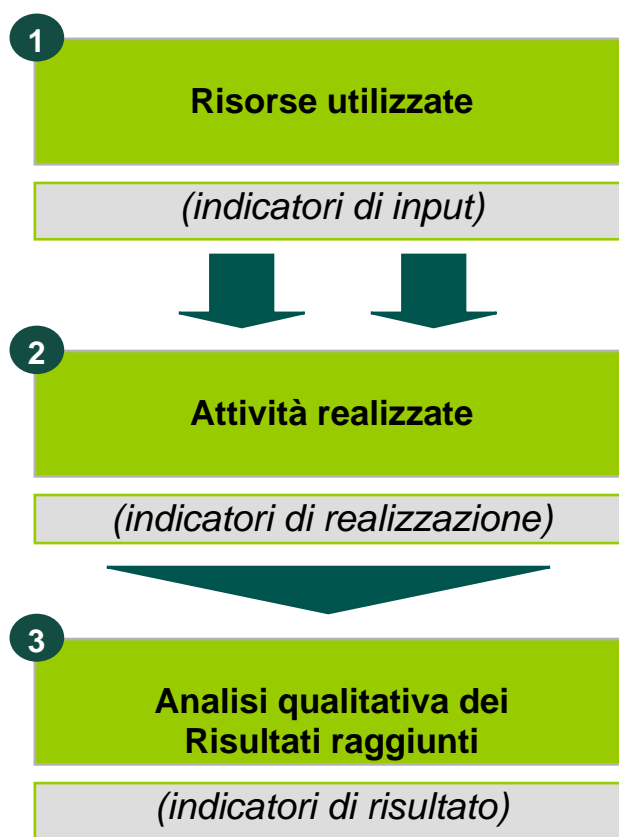 1
Risorse utilizzate
(indicatori di input)
2
Attività realizzate
(indicatori di realizzazione)
3
Analisi qualitativa dei
Risultati raggiunti
(indicatori di risultato)